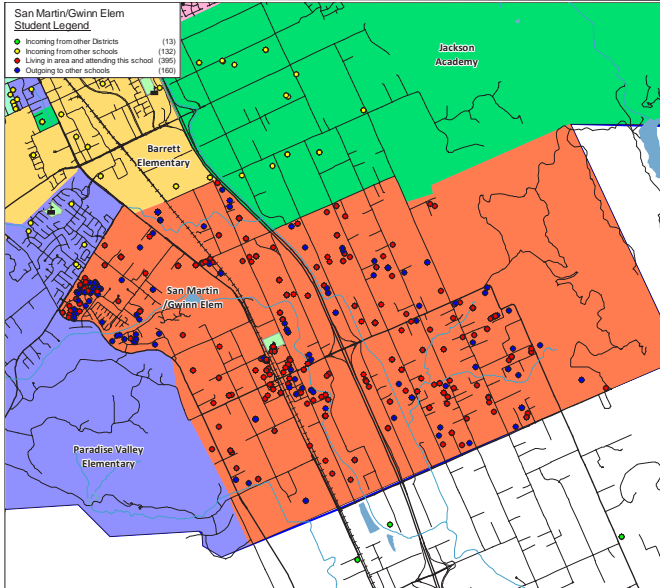 San Martin/Gwinn Elem
Student Legend
Incoming from other Districts (13)
Incoming from other schools (132)
Living in area and attending this school (395)
Outgoing to other schools (160)
Jackson
Academy
Barrett
Elementary
San Martin
/Gwinn Elem
Paradise Valley
Elementary